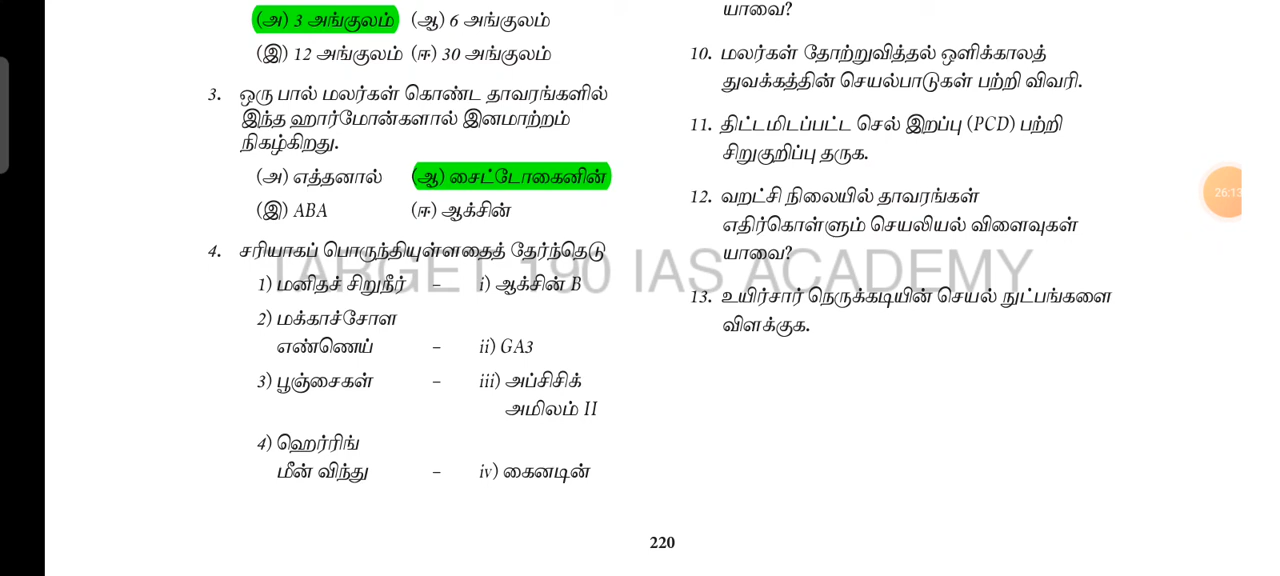 (அ) 3 அங்குலம் (ஆ) 6 அங்குலம்
(இ) 12 அங்குலம் (ஈ) 30 அங்குலம்
3. ஒரு பால் மலர்கள் கொண்ட தாவரங்களில்
இந்த ஹார்மோன்களால் இனமாற்றம்
நிகழ்கிறது.
(அ) எத்தனால் (ஆ) சைட்டோகைனின்
(இ) ABA (ஈ) ஆக்சின்
4. சரியாகப் பொருந்தியுள்ளதைத் தேர்ந்தெடு
1) மனிதச் சிறுநீர் – i) ஆக்சின் B
2) மக்காச்சோள
எண்ணெய் – ii) GA3
3) பூஞ்சைகள் – iii) அப்சிசிக்
அமிலம் II
4) ஹெர்ரிங்
மீன் விந்து – iv) கைனடின்
யாவை?
10. மலர்கள் தோற்றுவித்தல் ஒளிக்காலத்
துவக்கத்தின் செயல்பாடுகள் பற்றி விவரி.
11. திட்டமிடப்பட்ட செல் இறப்பு (PCD) பற்றி
சிறுகுறிப்பு தருக.
12. வறட்சி நிலையில் தாவரங்கள்
எதிர்கொள்ளும் செயலியல் விளைவுகள்
யாவை?
13. உயிர்சார் நெருக்கடியின் செயல் நுட்பங்களை
விளக்குக.
TARGET 190 IAS ACADEMY
26:13
220